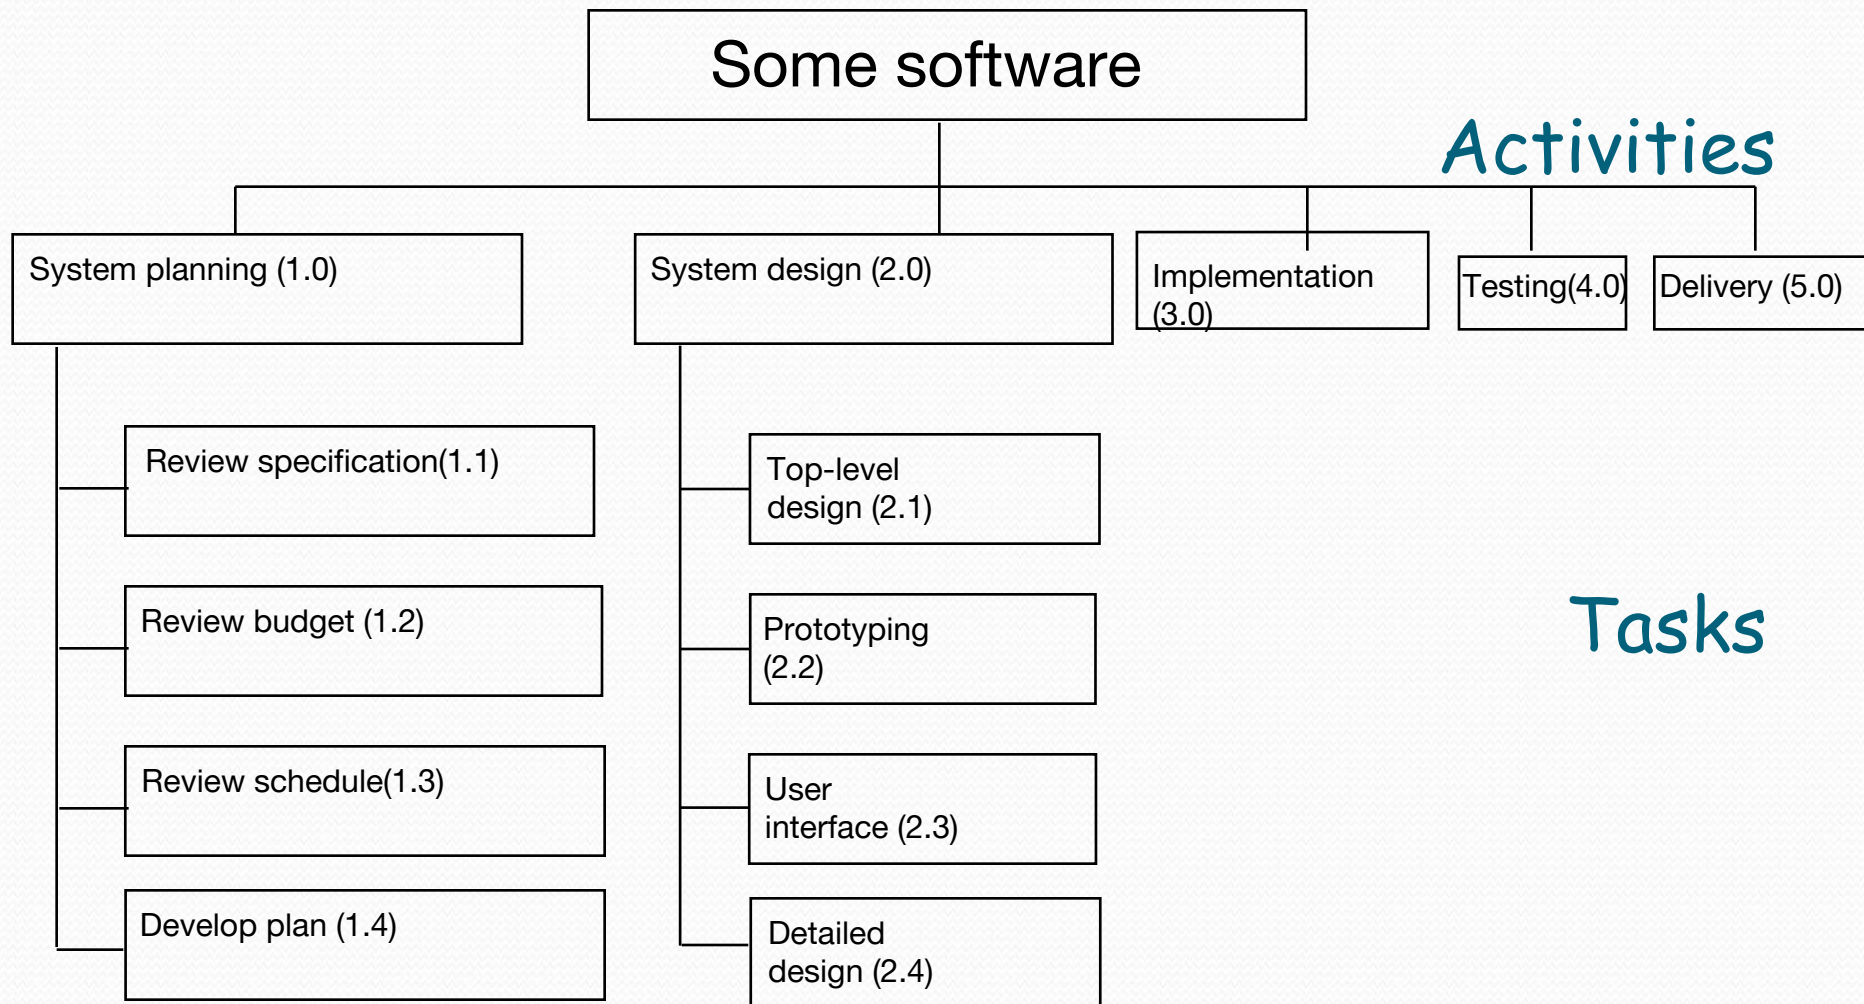 Some software
Activities
System planning (1.0)
System design (2.0)
Implementation
(3.0)
Testing(4.0)
Delivery (5.0)
Review specification(1.1)
Review budget (1.2)
Review schedule(1.3)
Develop plan (1.4)
Top-level
design (2.1)
Prototyping
(2.2)
User
interface (2.3)
Detailed
design (2.4)
Tasks